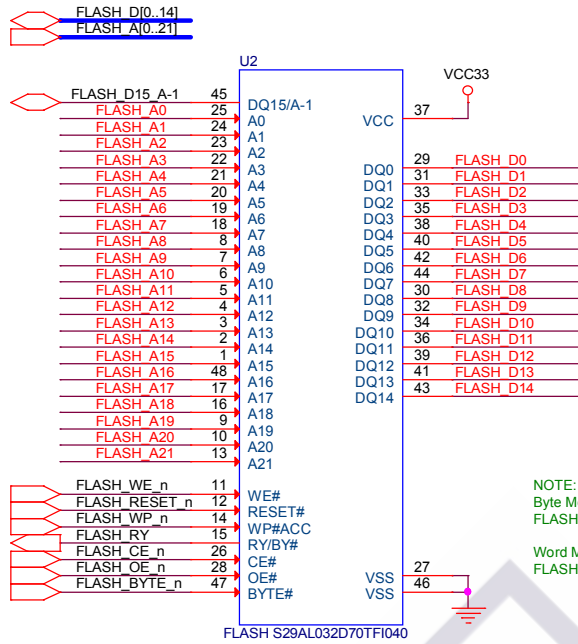 FLASH_D[0..14]
FLASH_A[0..21]
U2
VCC33
FLASH_D15_A-1 45 DQ15/A-1
FLASH_A0 25 A0 VCC 37
FLASH_A1 24 A1
FLASH_A2 23 A2
FLASH_A3 22 A3 DQ0 29 FLASH_D0
FLASH_A4 21 A4 DQ1 31 FLASH_D1
FLASH_A5 20 A5 DQ2 33 FLASH_D2
FLASH_A6 19 A6 DQ3 35 FLASH_D3
FLASH_A7 18 A7 DQ4 38 FLASH_D4
FLASH_A8 8 A8 DQ5 40 FLASH_D5
FLASH_A9 7 A9 DQ6 42 FLASH_D6
FLASH_A10 6 A10 DQ7 44 FLASH_D7
FLASH_A11 5 A11 DQ8 30 FLASH_D8
FLASH_A12 4 A12 DQ9 32 FLASH_D9
FLASH_A13 3 A13 DQ10 34 FLASH_D10
FLASH_A14 2 A14 DQ11 36 FLASH_D11
FLASH_A15 1 A15 DQ12 39 FLASH_D12
FLASH_A16 48 A16 DQ13 41 FLASH_D13
FLASH_A17 17 A17 DQ14 43 FLASH_D14
FLASH_A18 16 A18
FLASH_A19 9 A19
FLASH_A20 10 A20
FLASH_A21 13 A21
FLASH_WE_n 11 WE#
FLASH_RESET_n 12 RESET#
FLASH_WP_n 14 WP#ACC
FLASH_RY 15 RY/BY#
FLASH_CE_n 26 CE#
FLASH_OE_n 28 OE# VSS 27
FLASH_BYTE_n 47 BYTE# VSS 46
NOTE:
Byte M
FLASH
Word M
FLASH
FLASH S29AL032D70TFI040